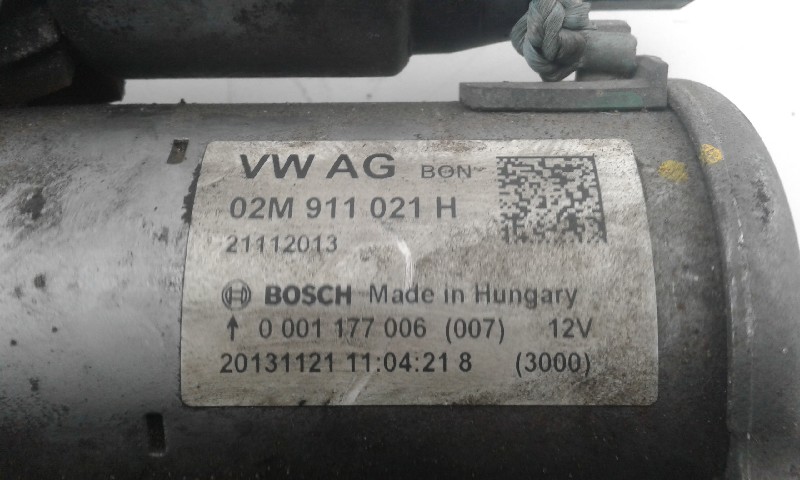 VW AG BON
02M 911 021 H
21112013
BOSCH Made in Hungary
↑ 0 001 177 006 (007) 12V
20131121 11:04:21 8 (3000)